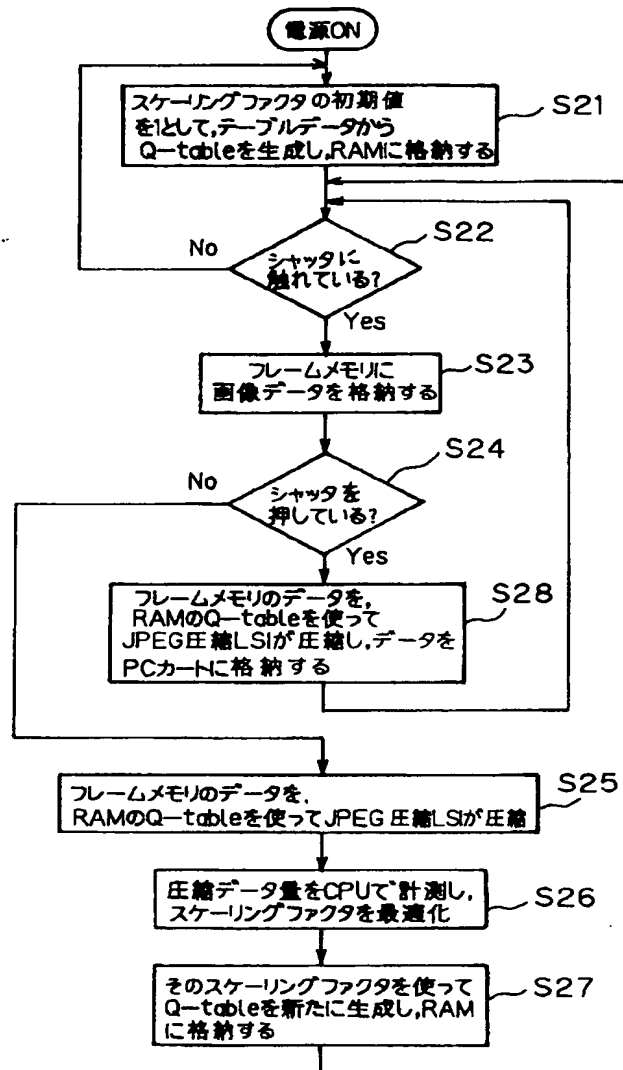 電源ON
スケーリングファクタの初期値
を1として,テーブルデータから
Q-tableを生成し,RAMに格納する
S21
S22
No
シャッタに
触れている?
Yes
フレームメモリに
画像データを格納する
S23
S24
No
シャッタを
押している?
Yes
フレームメモリのデータを,
RAMのQ-tableを使って
JPEG圧縮LSIが圧縮し,データを
PCカートに格納する
S28
フレームメモリのデータを,
RAMのQ-tableを使ってJPEG圧縮LSIが圧縮
S25
圧縮データ量をCPUで計測し,
スケーリングファクタを最適化
S26
そのスケーリングファクタを使って
Q-tableを新たに生成し,RAM
に格納する
S27